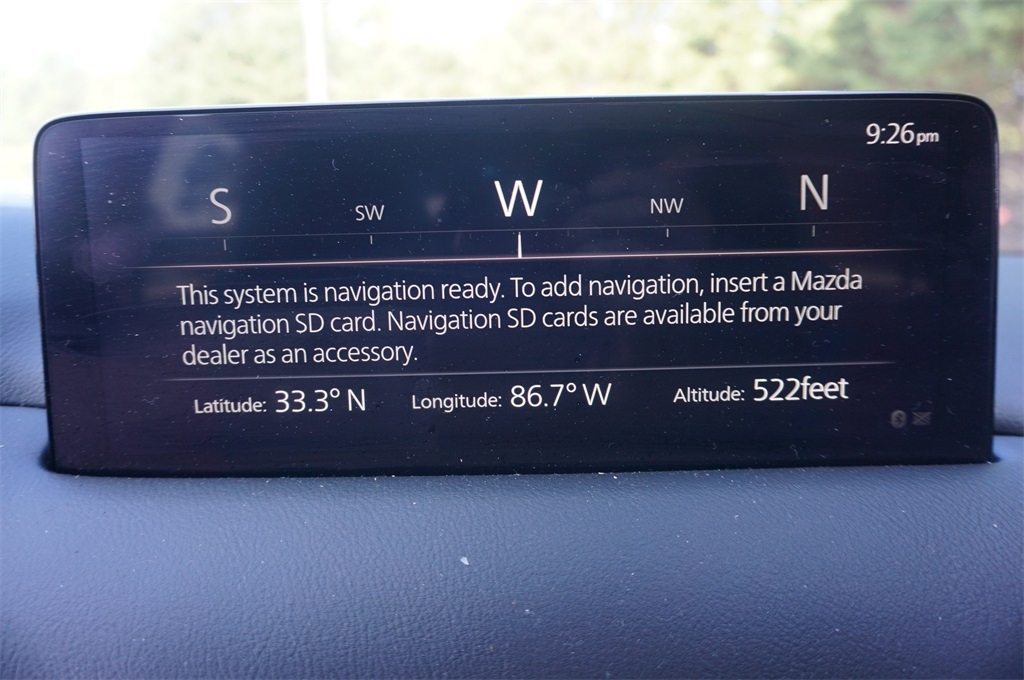 9:26pm
S SW W NW N
This system is navigation ready. To add navigation, insert a Mazda
navigation SD card. Navigation SD cards are available from your
dealer as an accessory.
Latitude: 33.3° N Longitude: 86.7° W Altitude: 522feet